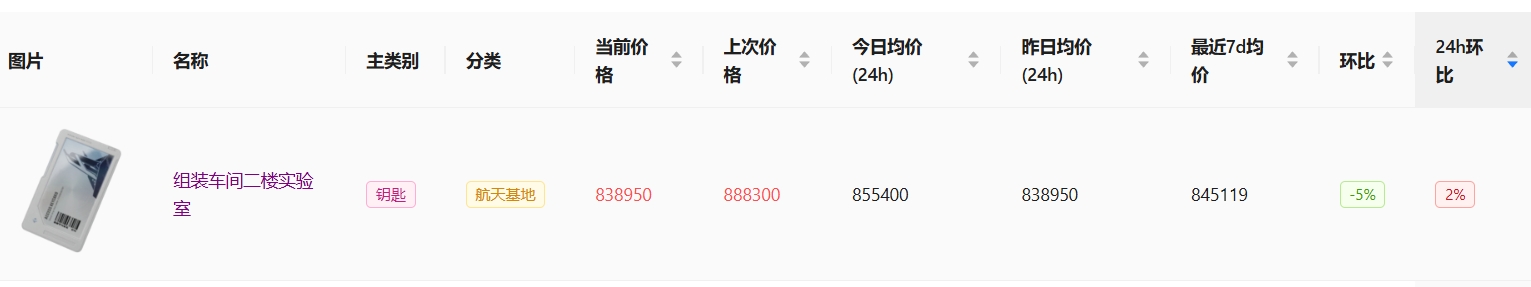 图片
名称
主类别
分类
当前价
格
上次价
格
今日均价
(24h)
昨日均价
(24h)
最近7d均
价
环比
24h环
比
组装车间二楼实验
室
钥匙
航天基地
838950
888300
855400
838950
845119
-5%
2%